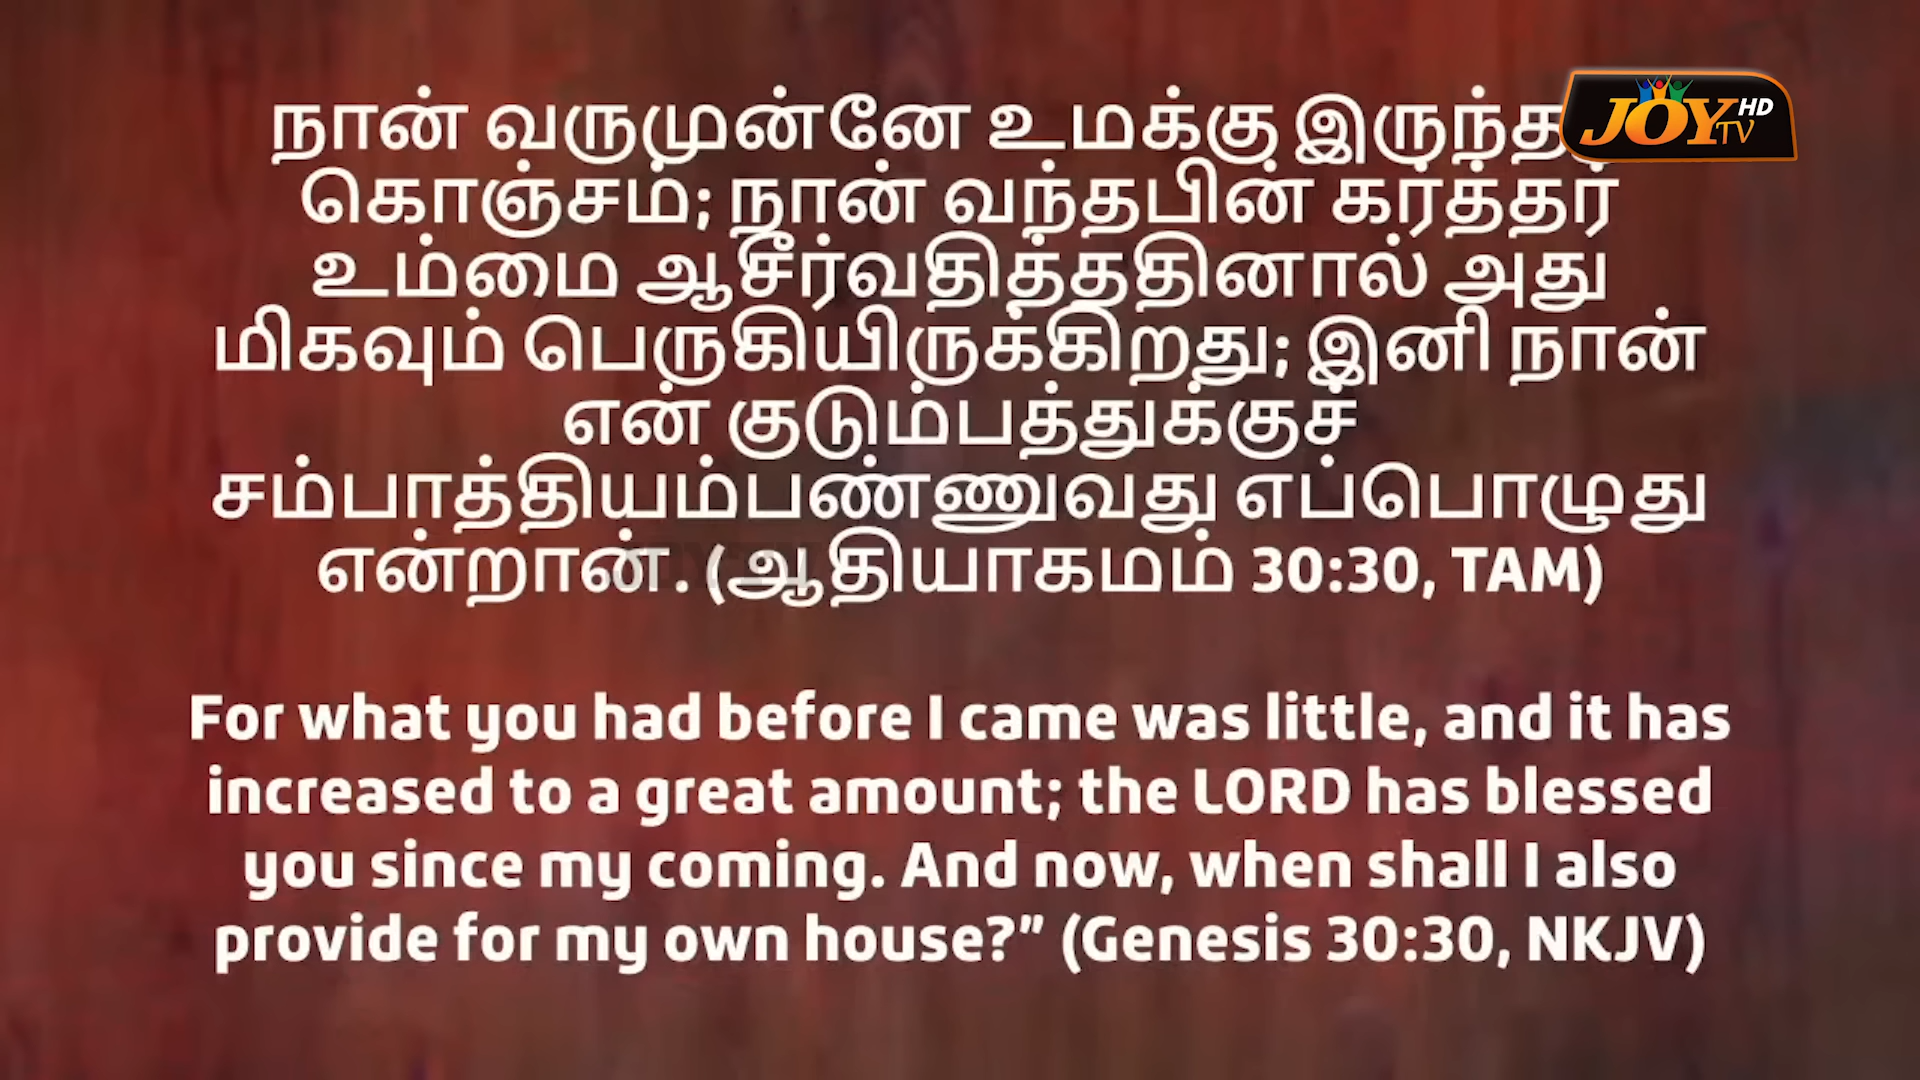 நான் வருமுன்னே உமக்கு
கொஞ்சம்; நான் வந்தபின் கர்த்தர்
உம்மை ஆசீர்வதித்ததினால் அது
மிகவும் பெருகியிருக்கிறது; இனி நான்
என் குடும்பத்துக்குச்
சம்பாத்தியம்பண்ணுவது எப்பொழுது
என்றான். (ஆதியாகமம் 30:30, TAM)
For what you had before I came was little, and it has
increased to a great amount; the LORD has blessed
you since my coming. And now, when shall I also
provide for my own house?” (Genesis 30:30, NKJV)
JOY TV HD